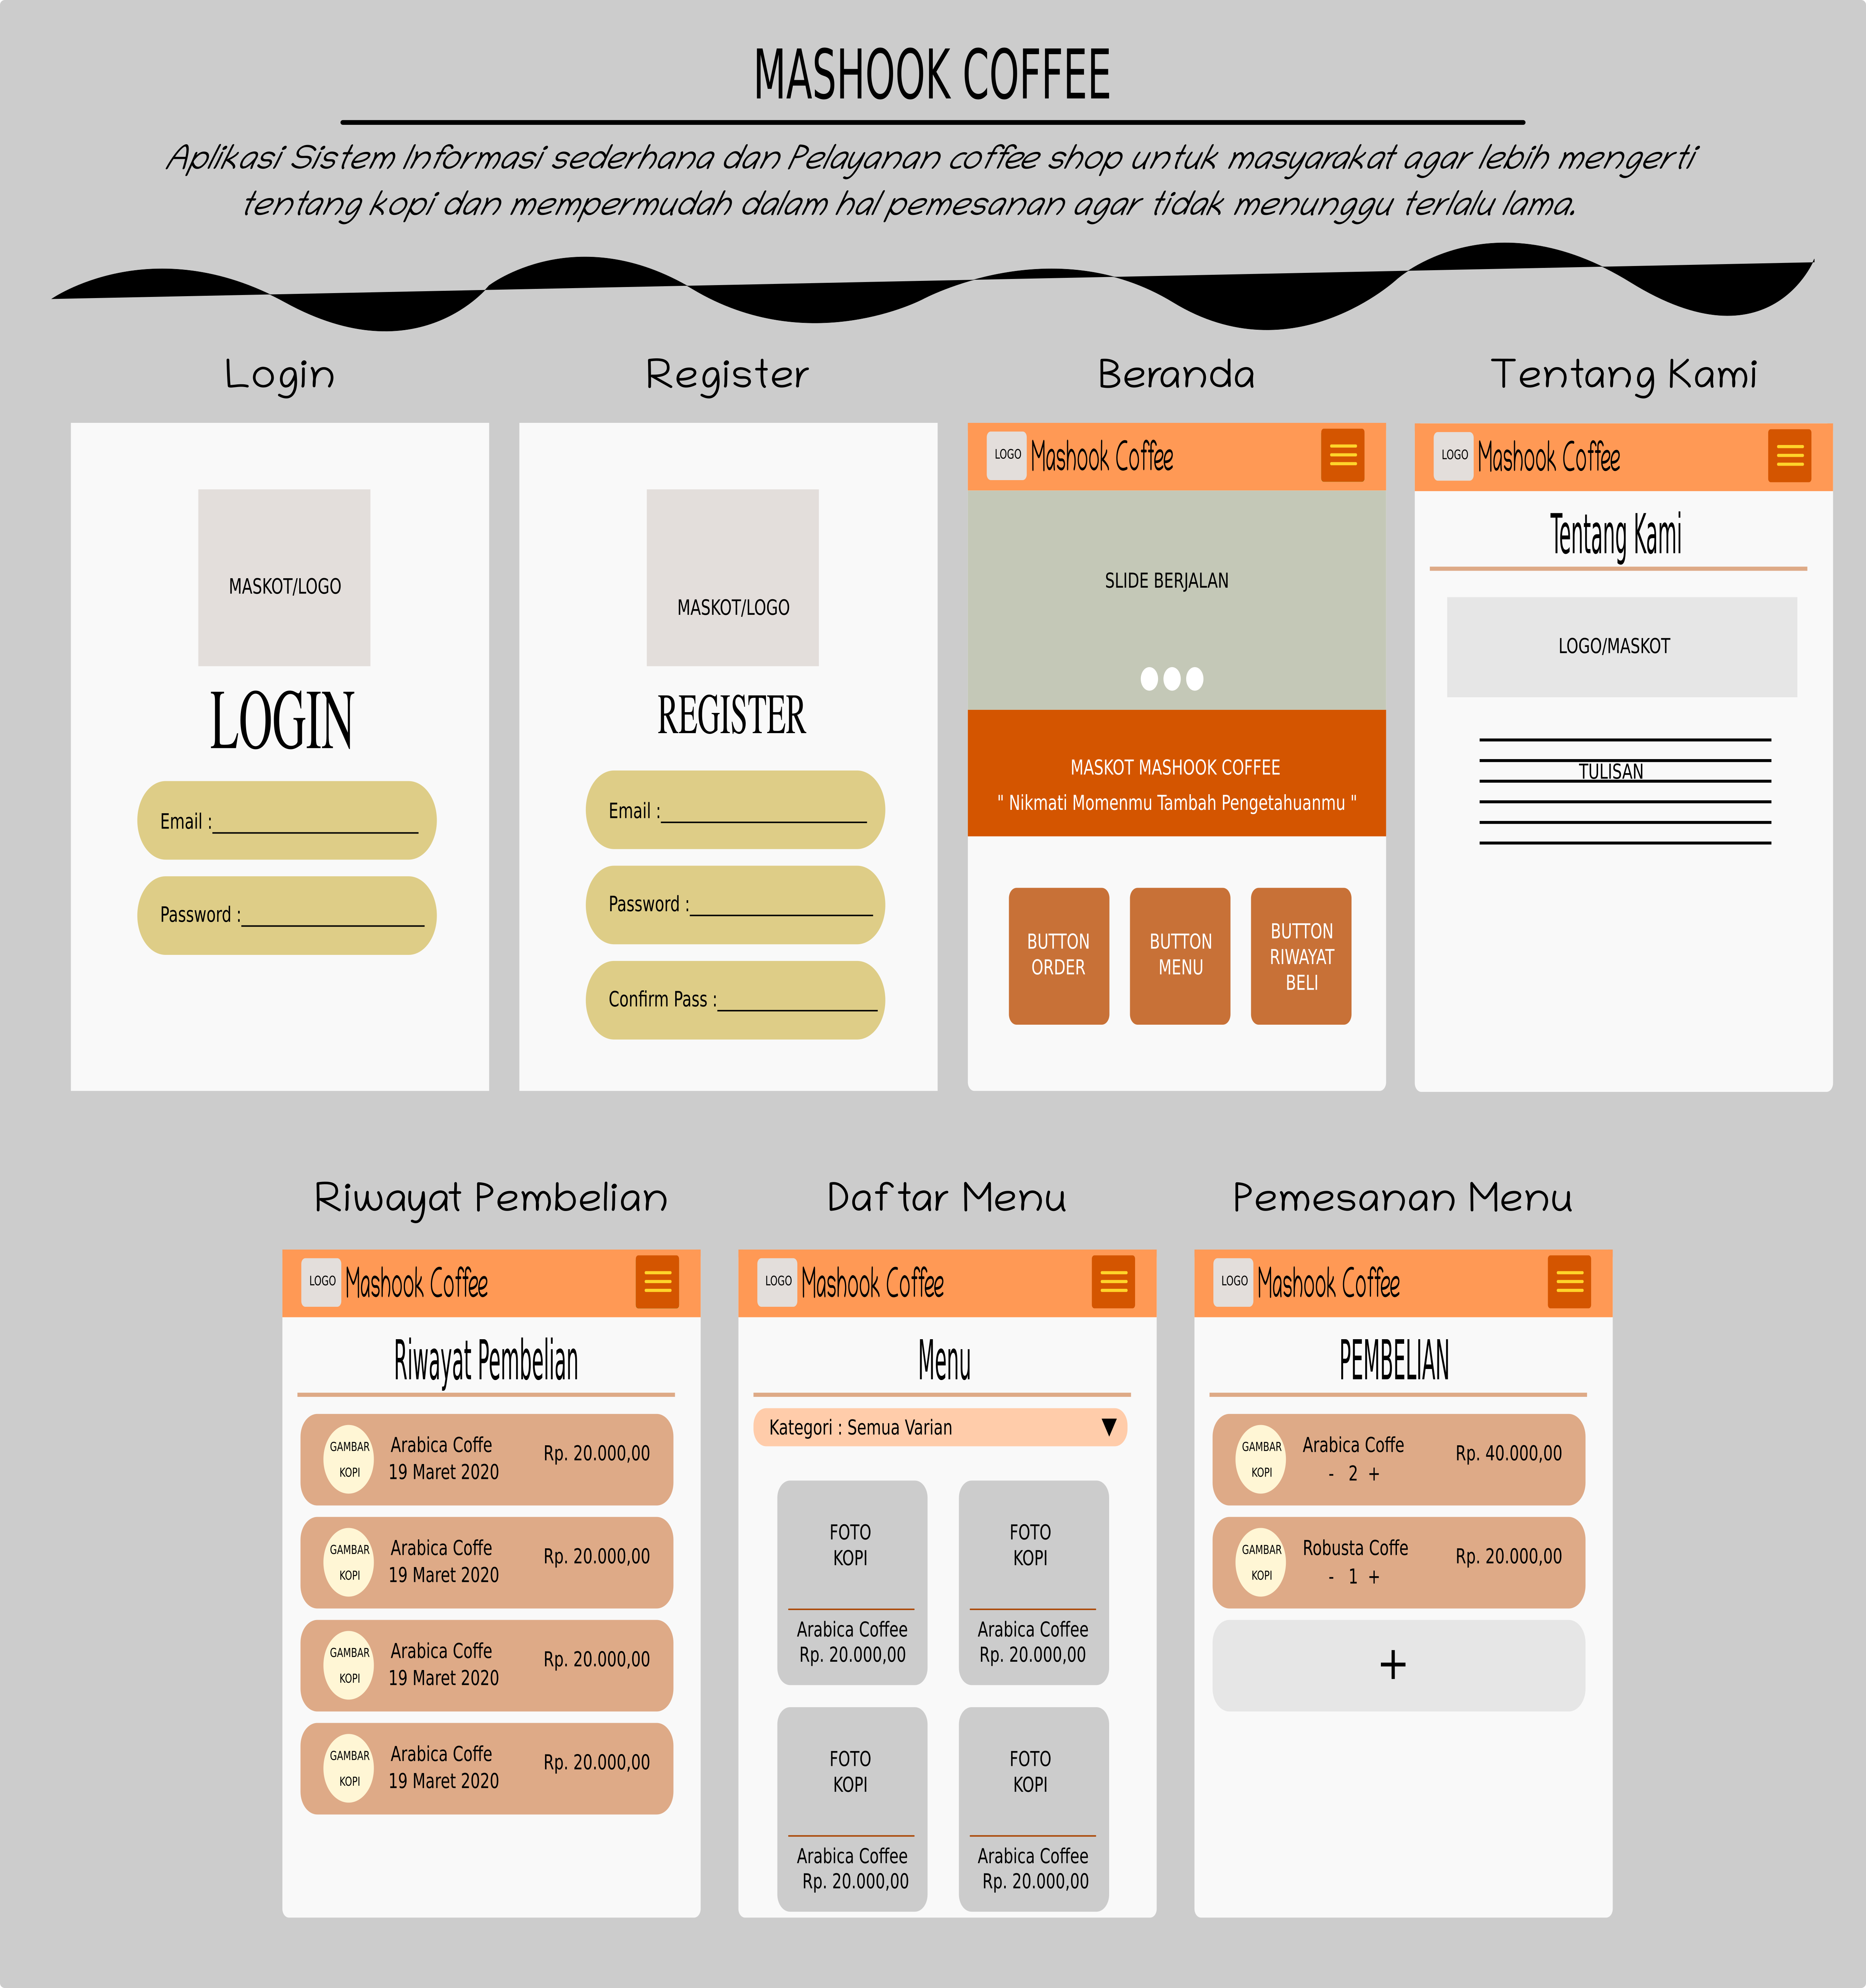 MASHOOK COFFEE
Aplikasi Sistem Informasi sederhana dan Pelayanan coffee shop untuk masyarakat agar lebih mengerti
tentang kopi dan mempermudah dalam hal pemesanan agar tidak menunggu terlalu lama.
Login
MASKOT/LOGO
LOGIN
Email :
Password :
Register
MASKOT/LOGO
REGISTER
Email :
Password :
Confirm Pass :
Beranda
LOGO Mashook Coffee
SLIDE BERJALAN
MASKOT MASHOOK COFFEE
" Nikmati Momenmu Tambah Pengetahuanmu "
BUTTON
ORDER
BUTTON
MENU
BUTTON
RIWAYAT
BELI
Tentang Kami
LOGO Mashook Coffee
Tentang Kami
LOGO/MASKOT
TULISAN
Riwayat Pembelian
LOGO Mashook Coffee
Riwayat Pembelian
GAMBAR
KOPI
Arabica Coffe
19 Maret 2020
Rp. 20.000,00
GAMBAR
KOPI
Arabica Coffe
19 Maret 2020
Rp. 20.000,00
GAMBAR
KOPI
Arabica Coffe
19 Maret 2020
Rp. 20.000,00
GAMBAR
KOPI
Arabica Coffe
19 Maret 2020
Rp. 20.000,00
Daftar Menu
LOGO Mashook Coffee
Menu
Kategori : Semua Varian
FOTO
KOPI
Arabica Coffee
Rp. 20.000,00
FOTO
KOPI
Arabica Coffee
Rp. 20.000,00
FOTO
KOPI
Arabica Coffee
Rp. 20.000,00
FOTO
KOPI
Arabica Coffee
Rp. 20.000,00
Pemesanan Menu
LOGO Mashook Coffee
PEMBELIAN
GAMBAR
KOPI
Arabica Coffe
- 2 +
Rp. 40.000,00
GAMBAR
KOPI
Robusta Coffe
- 1 +
Rp. 20.000,00
+